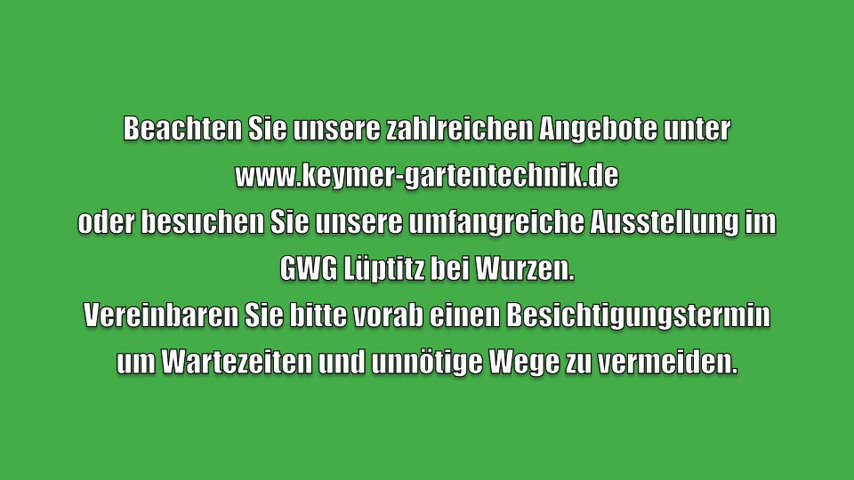 Beachten Sie unsere zahlreichen Angebote unter
www.keymer-gartentechnik.de
oder besuchen Sie unsere umfangreiche Ausstellung im
GWG Lüptitz bei Wurzen.
Vereinbaren Sie bitte vorab einen Besichtigungstermin
um Wartezeiten und unnötige Wege zu vermeiden.